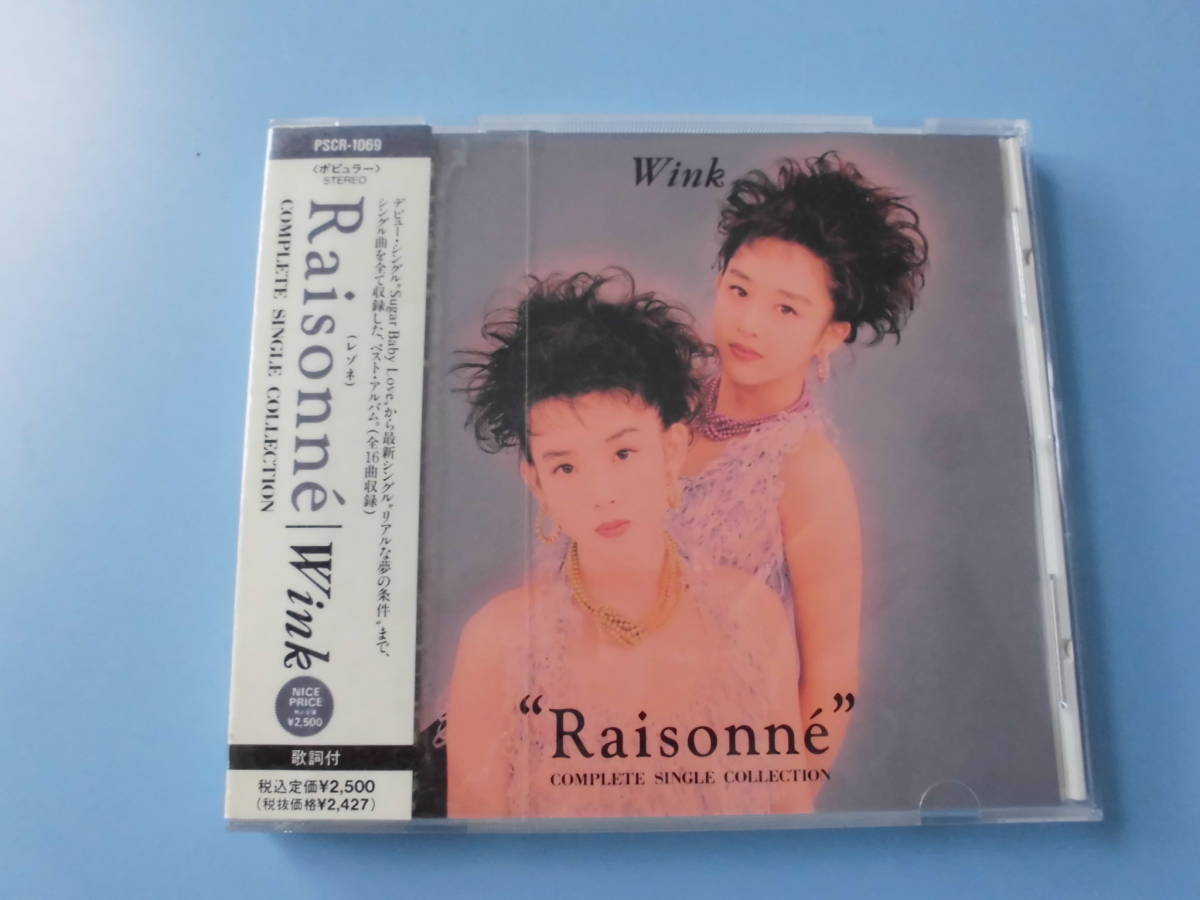 PSCR-1069
〈ポピュラー〉
STEREO
デビュー・シングル“Sugar Baby Love”から最新シングル“リアルな夢の条件”まで、
シングル曲を全て収録した、ベスト・アルバム。(全16曲収録)
(レゾネ)
Raisonné|Wink
COMPLETE SINGLE COLLECTION
NICE
PRICE
¥2,500
歌詞付
税込定価¥2,500
(税抜価格¥2,427)
Wink
“Raisonné”
COMPLETE SINGLE COLLECTION